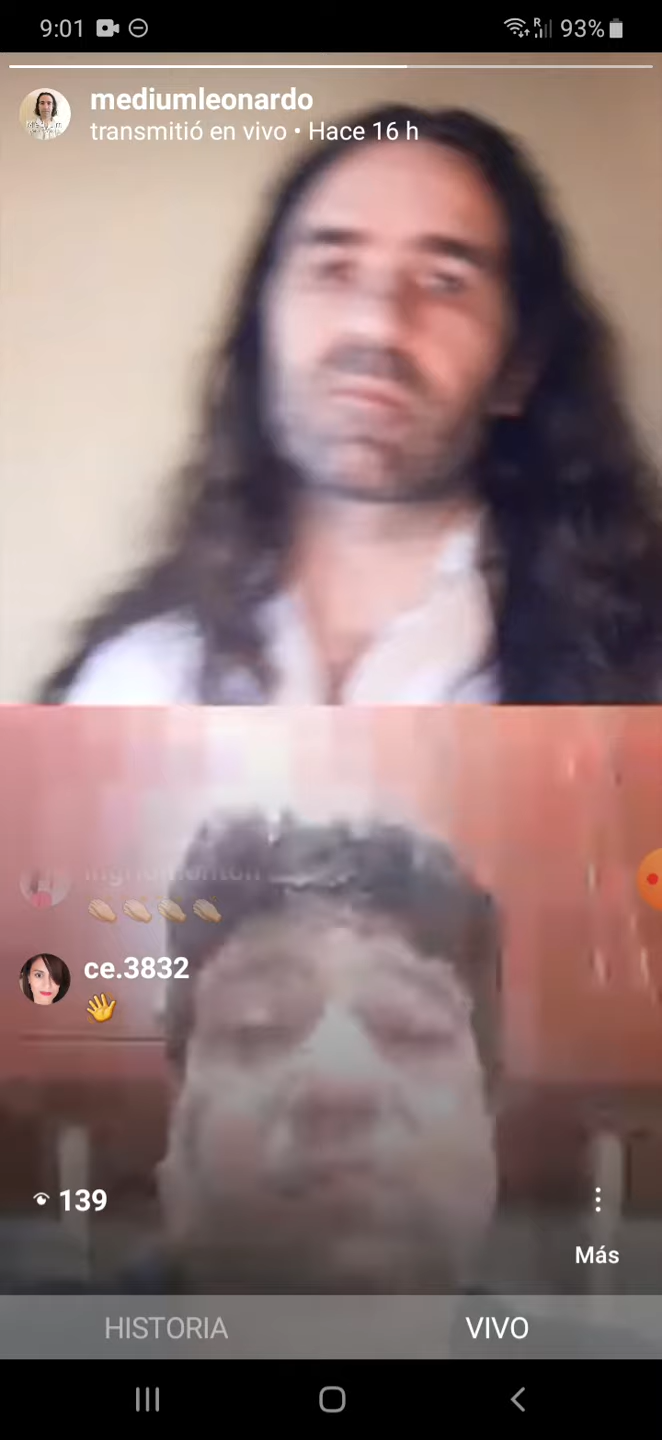 9:01
R
93%
mediumleonardo
transmitió en vivo • Hace 16 h
ce.3832
139
Más
HISTORIA
VIVO